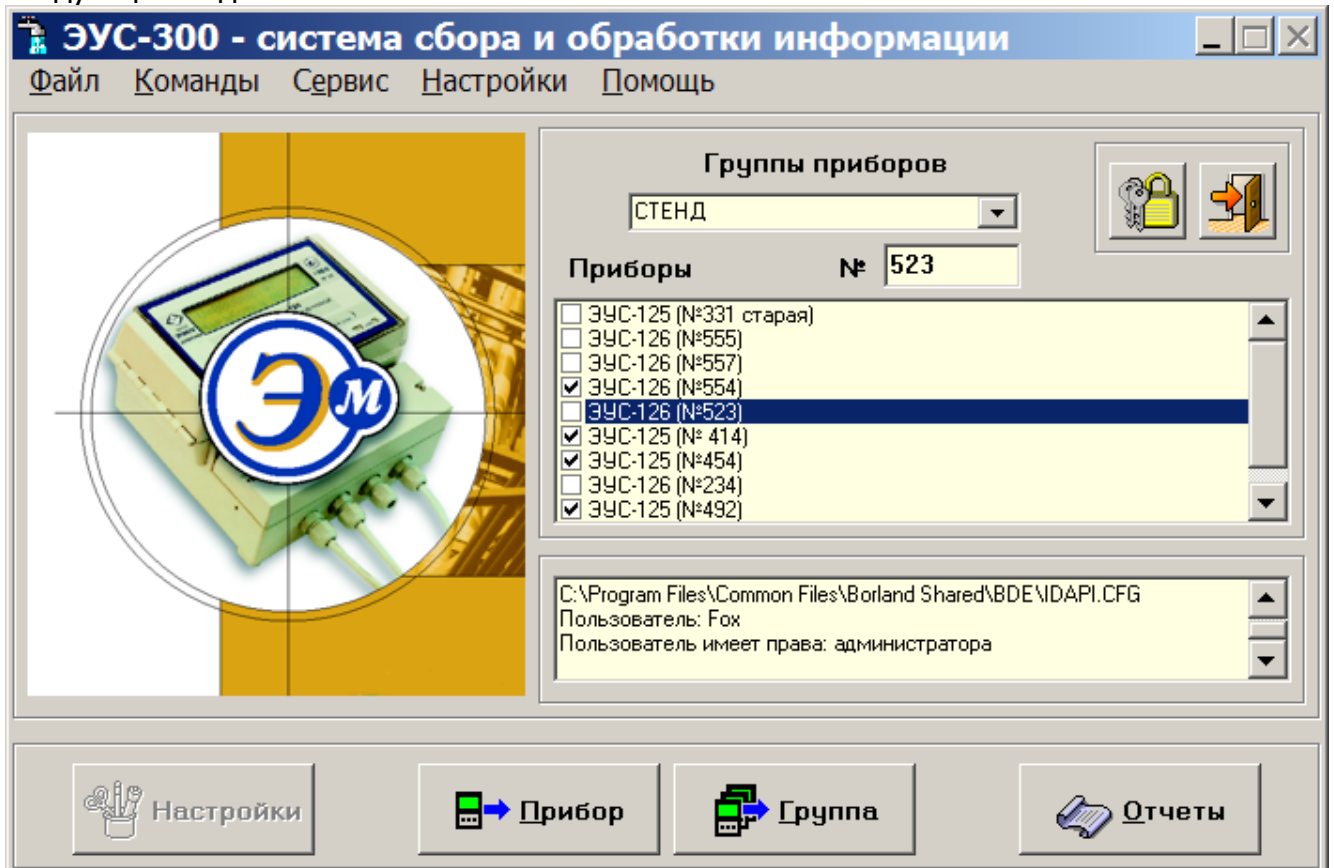 ЭУС-300 - система сбора и обработки информации
Файл Команды Сервис Настройки Помощь
Группы приборов
СТЕНД
Приборы № 523
ЭУС-125 (№331 старая)
ЭУС-126 (№555)
ЭУС-126 (№557)
ЭУС-126 (№554)
ЭУС-126 (№523)
ЭУС-125 (№ 414)
ЭУС-125 (№454)
ЭУС-126 (№234)
ЭУС-125 (№492)
Эм
C:\Program Files\Common Files\Borland Shared\BDE\IDAPI.CFG
Пользователь: Fox
Пользователь имеет права: администратора
Настройки Прибор Группа Отчеты